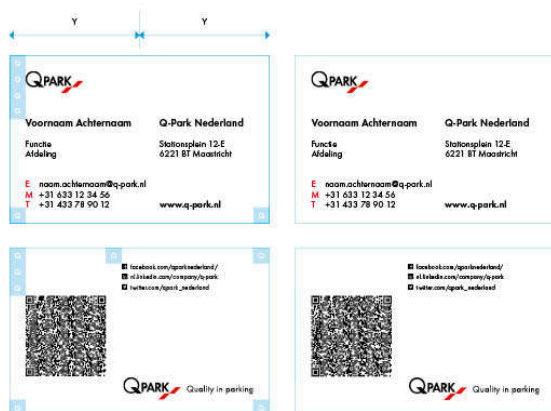 Y Y
Q PARK
Q
Q
Q
Q
Voornaam Achternaam Q-Park Nederland
Functie Stationsplein 12-E
Afdeling 6221 BT Maastricht
E naam.achternaam@q-park.nl
M +31 633 12 34 56
T +31 433 78 90 12 www.q-park.nl
Q Q
Q PARK
Voornaam Achternaam Q-Park Nederland
Functie Stationsplein 12-E
Afdeling 6221 BT Maastricht
E naam.achternaam@q-park.nl
M +31 633 12 34 56
T +31 433 78 90 12 www.q-park.nl
Q Q Q
Q
Q
facebook.com/qparknederland/
nl.linkedin.com/company/q-park
twitter.com/qpark_nederland
Q PARK Quality in parking
Q Q
facebook.com/qparknederland/
nl.linkedin.com/company/q-park
twitter.com/qpark_nederland
Q PARK Quality in parking